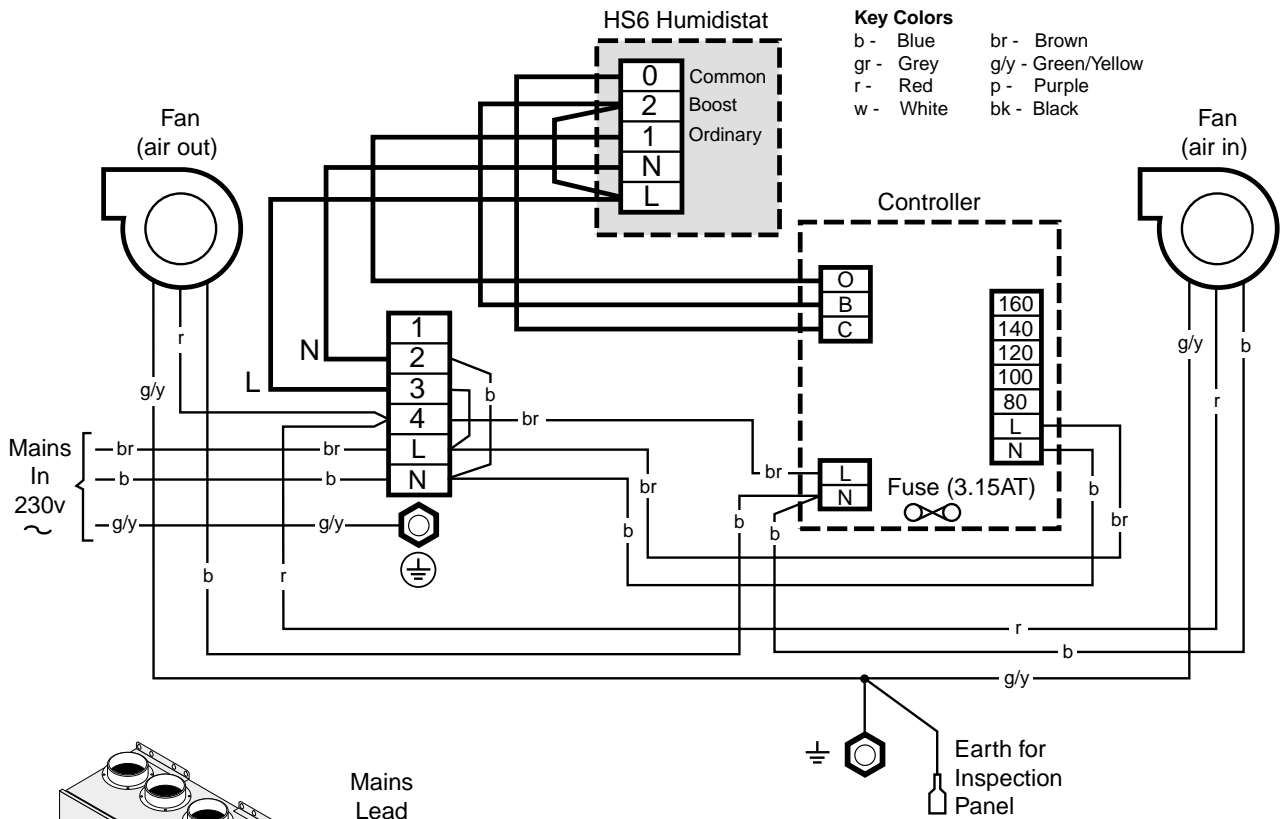 HS6 Humidistat
0 Common
2 Boost
1 Ordinary
N
L
Key Colors
b - Blue br - Brown
gr - Grey g/y - Green/Yellow
r - Red p - Purple
w - White bk - Black
Fan
(air out)
Fan
(air in)
Controller
O
B
C
160
140
120
100
80
L
N
L
N
Fuse (3.15AT)
1
2
3
4
L
N
N
L
Mains
In
230v
br
br
b
b
g/y
g/y
r
g/y
b
r
b
br
br
b
br
b
b
b
br
g/y
b
r
r
b
g/y
Earth for
Inspection
Panel
Mains
Lead